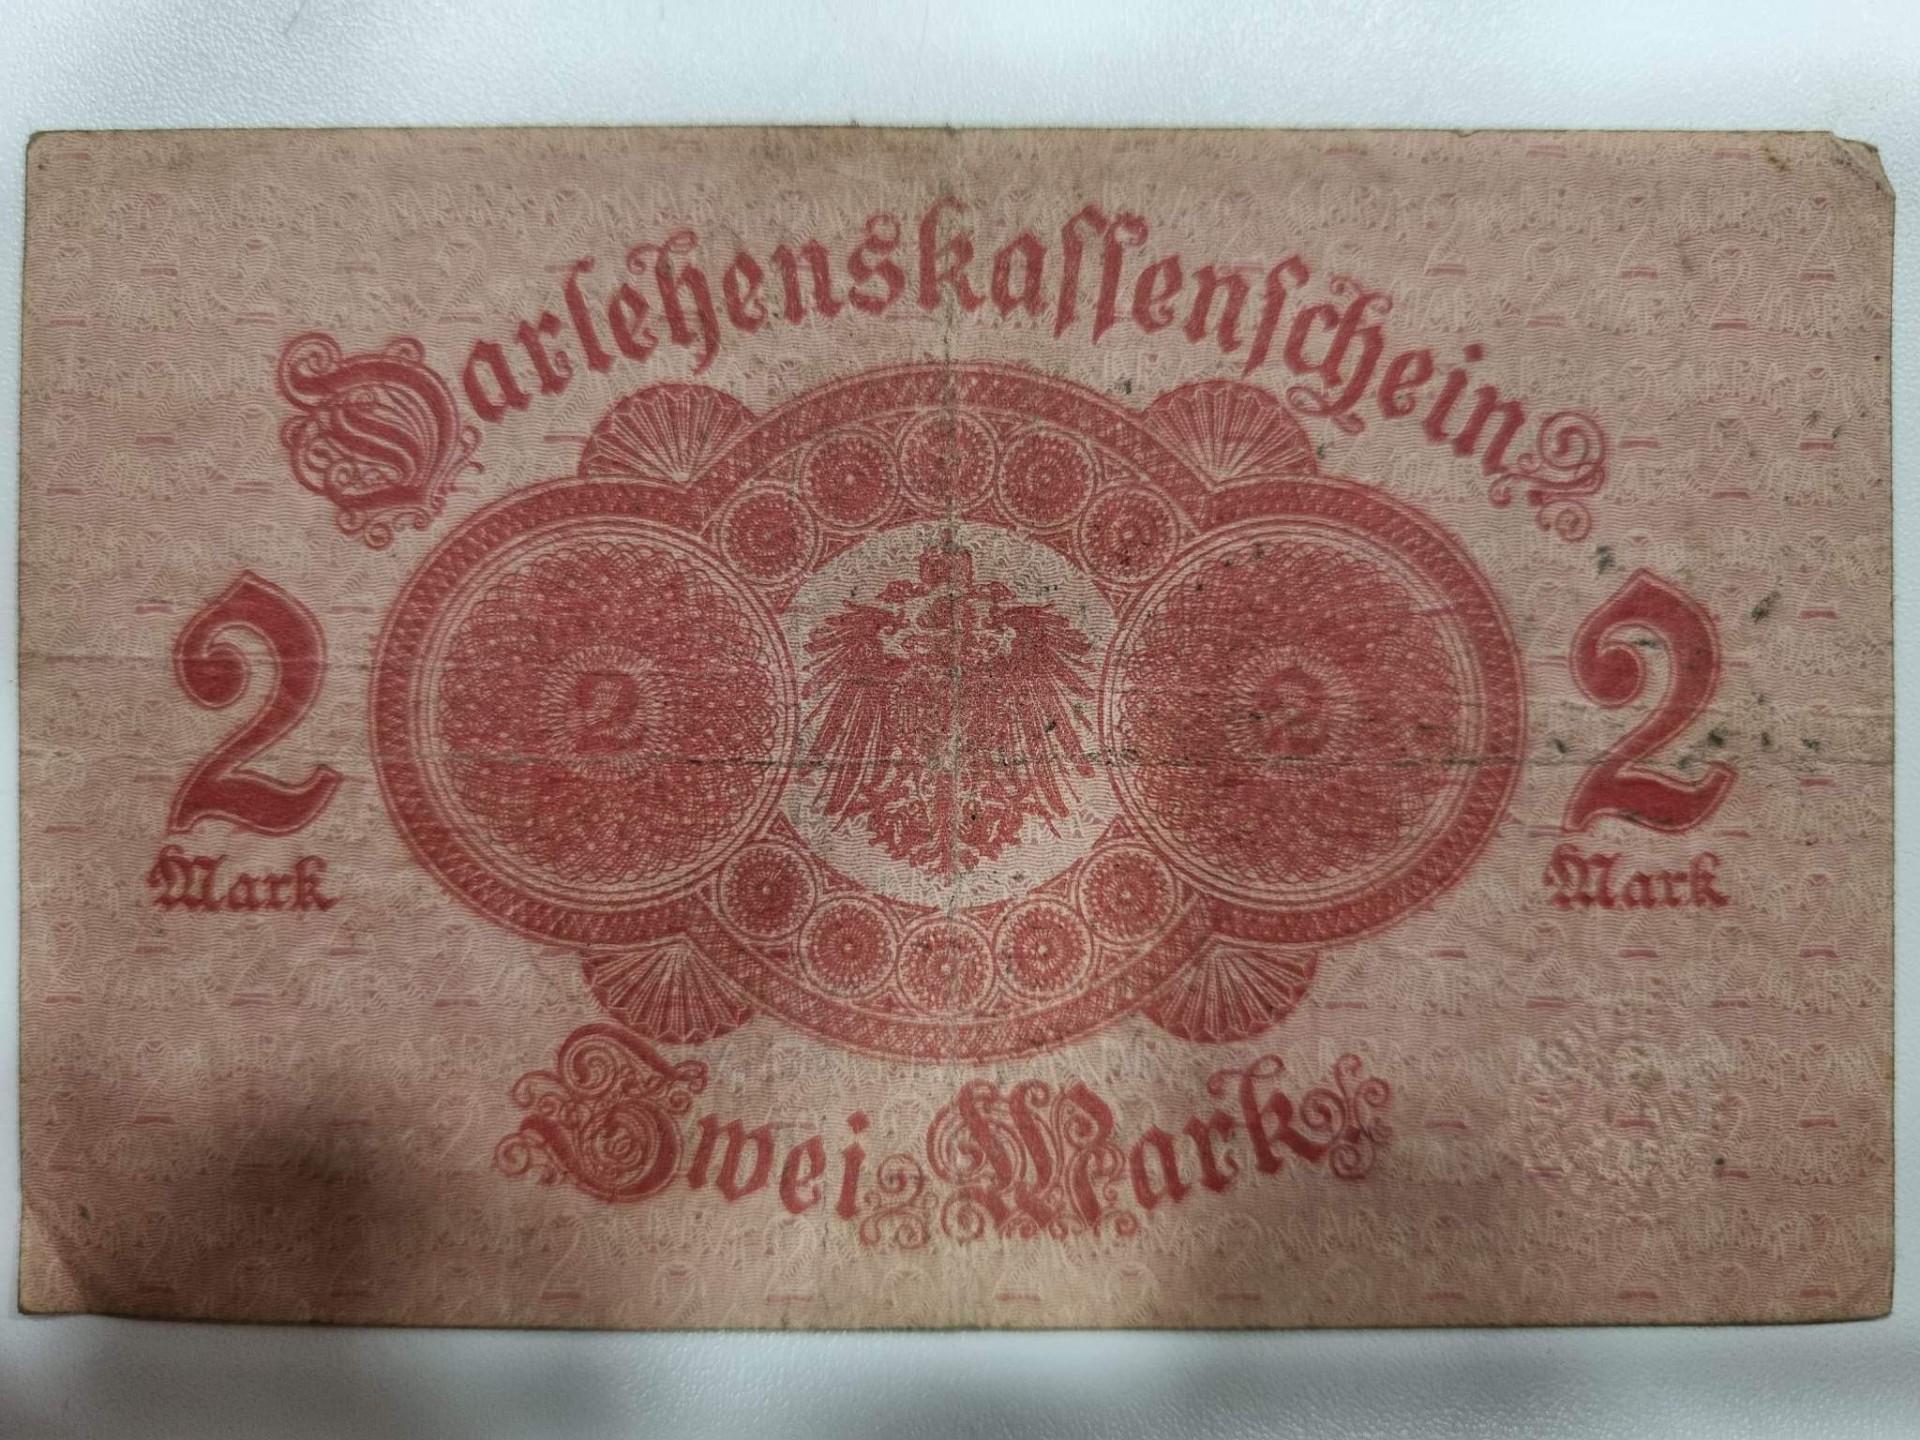 Darlehenskassenschein
2 2 2 2
Mark Mark
Zwei Mark